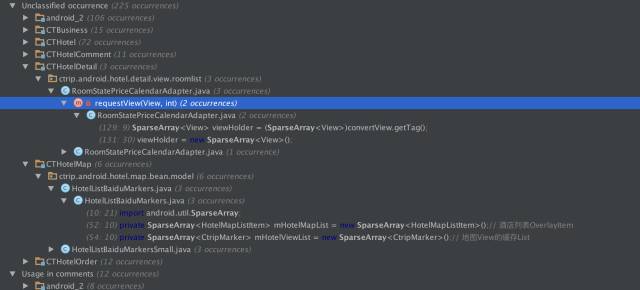 Unclassified occurrence (225 occurrences)
android_2 (106 occurrences)
CTBusiness (15 occurrences)
CTHotel (72 occurrences)
CTHotelComment (11 occurrences)
CTHotelDetail (3 occurrences)
ctrip.android.hotel.detail.view.roomlist (3 occurrences)
RoomStatePriceCalendarAdapter.java (3 occurrences)
m requestView(View, int) (2 occurrences)
RoomStatePriceCalendarAdapter.java (2 occurrences)
(129: 9) SparseArray<View> viewHolder = (SparseArray<View>)convertView.getTag();
(131: 30) viewHolder = new SparseArray<View>();
RoomStatePriceCalendarAdapter.java (1 occurrence)
CTHotelMap (6 occurrences)
ctrip.android.hotel.map.bean.model (6 occurrences)
HotelListBaiduMarkers.java (3 occurrences)
HotelListBaiduMarkers.java (3 occurrences)
(10: 21) import android.util.SparseArray;
(52: 10) private SparseArray<HotelMapListItem> mHotelMapList = new SparseArray<HotelMapListItem>();// 酒店列表OverlayItem
(54: 10) private SparseArray<CtripMarker> mHotelViewList = new SparseArray<CtripMarker>();// 地图View的缓存List
HotelListBaiduMarkersSmall.java (3 occurrences)
CTHotelOrder (12 occurrences)
Usage in comments (12 occurrences)
android_2 (8 occurrences)